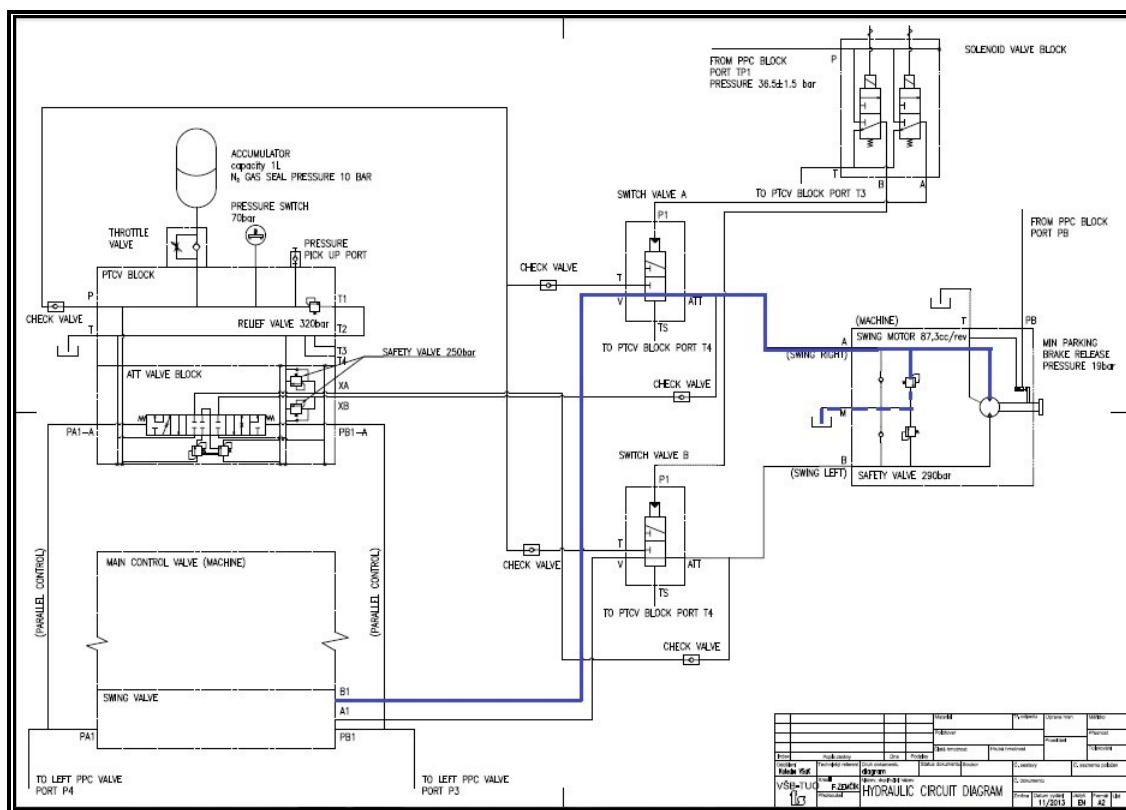 SOLENOID VALVE BLOCK
FROM PPC BLOCK
PORT TP1
PRESSURE 36.5±1.5 bar
P
T
B
A
TO PTCV BLOCK PORT T3
ACCUMULATOR
capacity 1L
N₂ GAS SEAL PRESSURE 10 BAR
PRESSURE SWITCH
70bar
THROTTLE
VALVE
PRESSURE
PICK UP PORT
PTCV BLOCK
P
CHECK VALVE
T
T1
RELIEF VALVE 320bar
T2
T3
T4
SAFETY VALVE 250bar
ATT VALVE BLOCK
XA
XB
PA1-A
PB1-A
SWITCH VALVE A
P1
CHECK VALVE
T
V
ATT
TS
TO PTCV BLOCK PORT T4
CHECK VALVE
FROM PPC BLOCK
PORT PB
(MACHINE)
T
PB
A
SWING MOTOR 87,3cc/rev
(SWING RIGHT)
MIN PARKING
BRAKE RELEASE
PRESSURE 19bar
M
B
(SWING LEFT)
SAFETY VALVE 290bar
SWITCH VALVE B
P1
T
V
ATT
CHECK VALVE
TS
TO PTCV BLOCK PORT T4
CHECK VALVE
(PARALLEL CONTROL)
(PARALLEL CONTROL)
MAIN CONTROL VALVE (MACHINE)
SWING VALVE
B1
A1
PA1
PB1
TO LEFT PPC VALVE
PORT P4
TO LEFT PPC VALVE
PORT P3
diagram
VŠB-TUO
F.ZEMČÍK
HYDRAULIC CIRCUIT DIAGRAM
11/2013
EN
A2